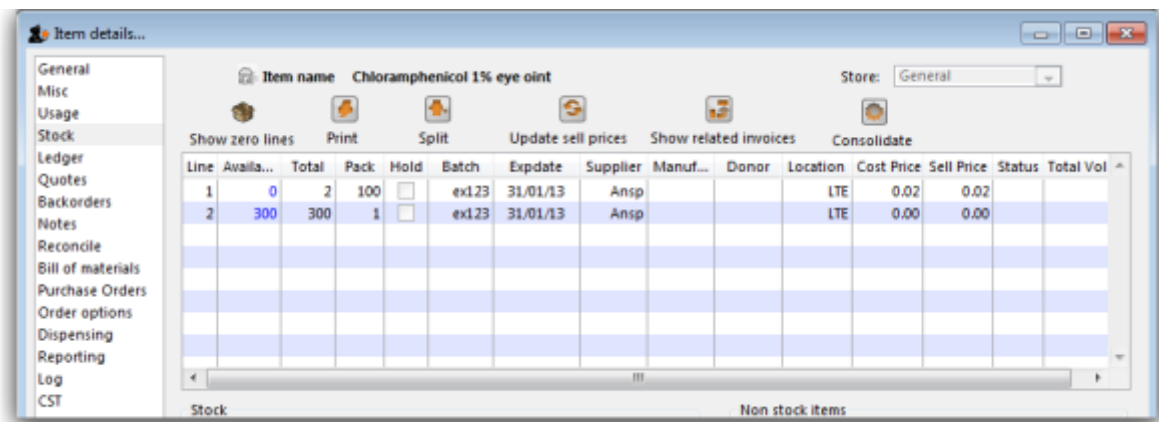 Item details...
General
Misc
Usage
Stock
Ledger
Quotes
Backorders
Notes
Reconcile
Bill of materials
Purchase Orders
Order options
Dispensing
Reporting
Log
CST
Item name Chloramphenicol 1% eye oint
Store: General
Show zero lines Print Split Update sell prices Show related invoices Consolidate
Line Availa... Total Pack Hold Batch Expdate Supplier Manuf... Donor Location Cost Price Sell Price Status Total Vol
1 0 2 100 ex123 31/01/13 Ansp LTE 0.02 0.02
2 300 300 1 ex123 31/01/13 Ansp LTE 0.00 0.00
Stock Non stock items